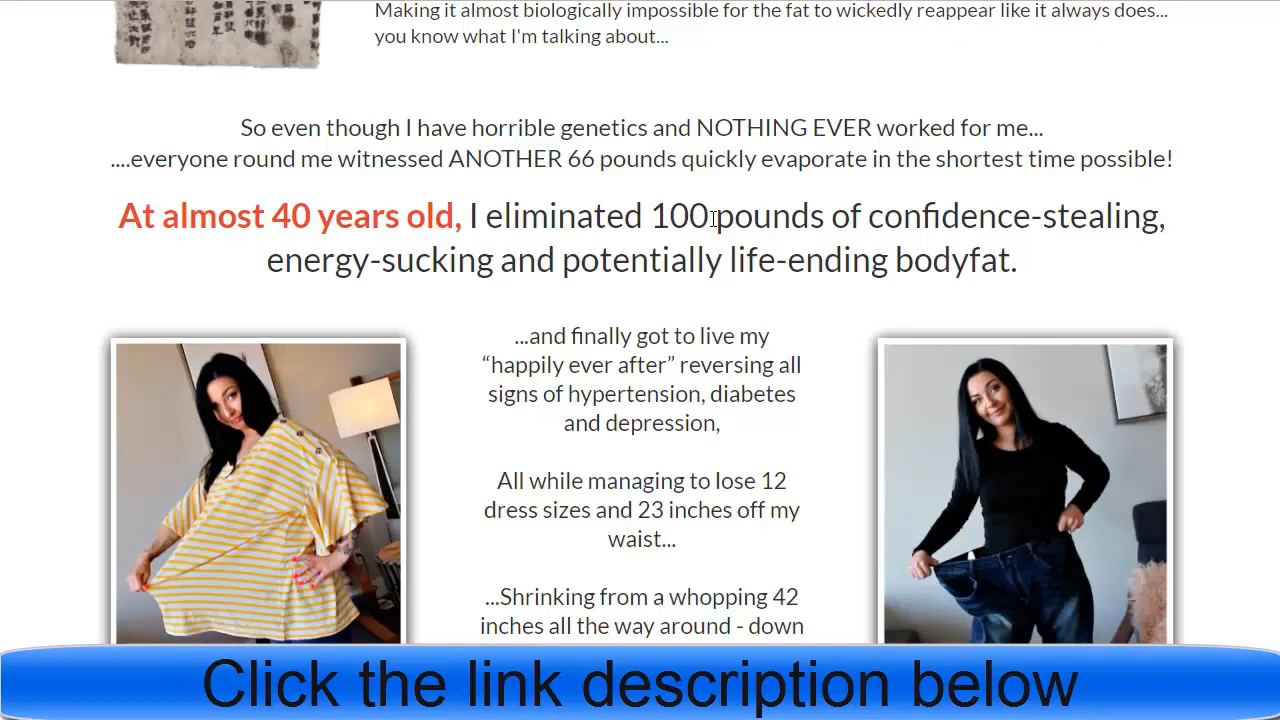 Making it almost biologically impossible for the fat to wickedly reappear like it always does...
you know what I'm talking about...
So even though I have horrible genetics and NOTHING EVER worked for me...
....everyone round me witnessed ANOTHER 66 pounds quickly evaporate in the shortest time possible!
At almost 40 years old, I eliminated 100 pounds of confidence-stealing,
energy-sucking and potentially life-ending bodyfat.
...and finally got to live my
“happily ever after” reversing all
signs of hypertension, diabetes
and depression,
All while managing to lose 12
dress sizes and 23 inches off my
waist...
...Shrinking from a whopping 42
inches all the way around - down
Click the link description below